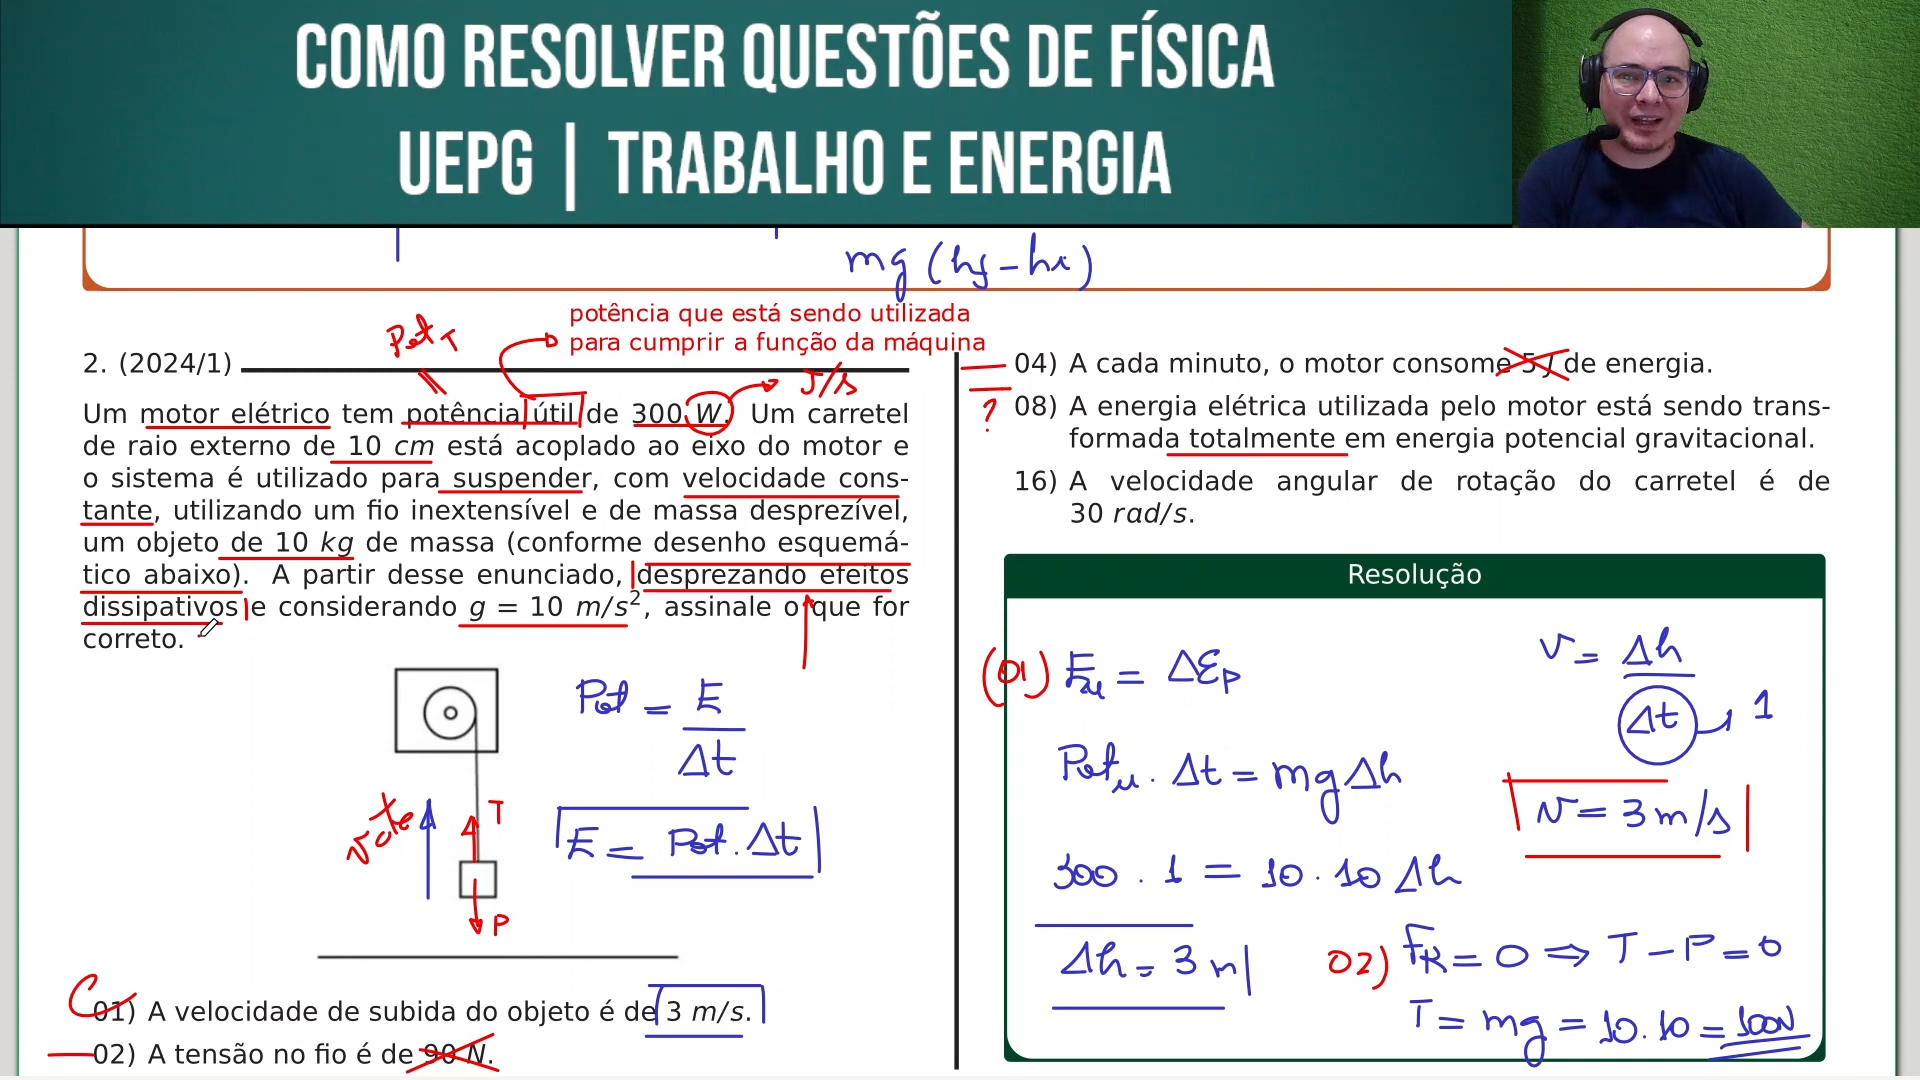 COMO RESOLVER QUESTÕES DE FÍSICA
UEPG | TRABALHO E ENERGIA
mg (hf - hi)
potência que está sendo utilizada
para cumprir a função da máquina
Pot T
J/s
2. (2024/1)
Um motor elétrico tem potência útil de 300 W. Um carretel
de raio externo de 10 cm está acoplado ao eixo do motor e
o sistema é utilizado para suspender, com velocidade cons-
tante, utilizando um fio inextensível e de massa desprezível,
um objeto de 10 kg de massa (conforme desenho esquemá-
tico abaixo). A partir desse enunciado, desprezando efeitos
dissipativos e considerando g = 10 m/s², assinale o que for
correto.
Pot = E
Δt
E = Pot. Δt
v cte
T
P
C
01) A velocidade de subida do objeto é de 3 m/s.
02) A tensão no fio é de 90 N.
04) A cada minuto, o motor consome 5 J de energia.
?
08) A energia elétrica utilizada pelo motor está sendo trans-
formada totalmente em energia potencial gravitacional.
16) A velocidade angular de rotação do carretel é de
30 rad/s.
Resolução
(01) Eu = ΔEp
Potu . Δt = mgΔh
300 . 1 = 10 . 10 Δh
Δh = 3 m
v = Δh
Δt
1
v = 3 m/s
02) FR = 0 ⇒ T - P = 0
T = mg = 10.10 = 100N